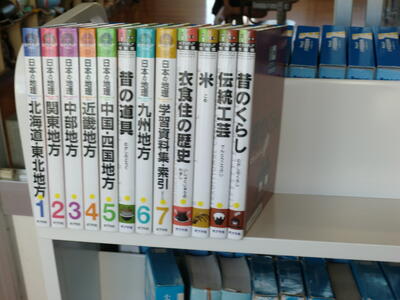 日本の地理 北海道・東北地方 1
日本の地理 関東地方 2
日本の地理 中部地方 3
日本の地理 近畿地方 4
日本の地理 中国・四国地方 5
昔の道具
日本の地理 九州地方 6
日本の地理 学習資料集・索引 7
衣食住の歴史
米
伝統工芸
昔のくらし